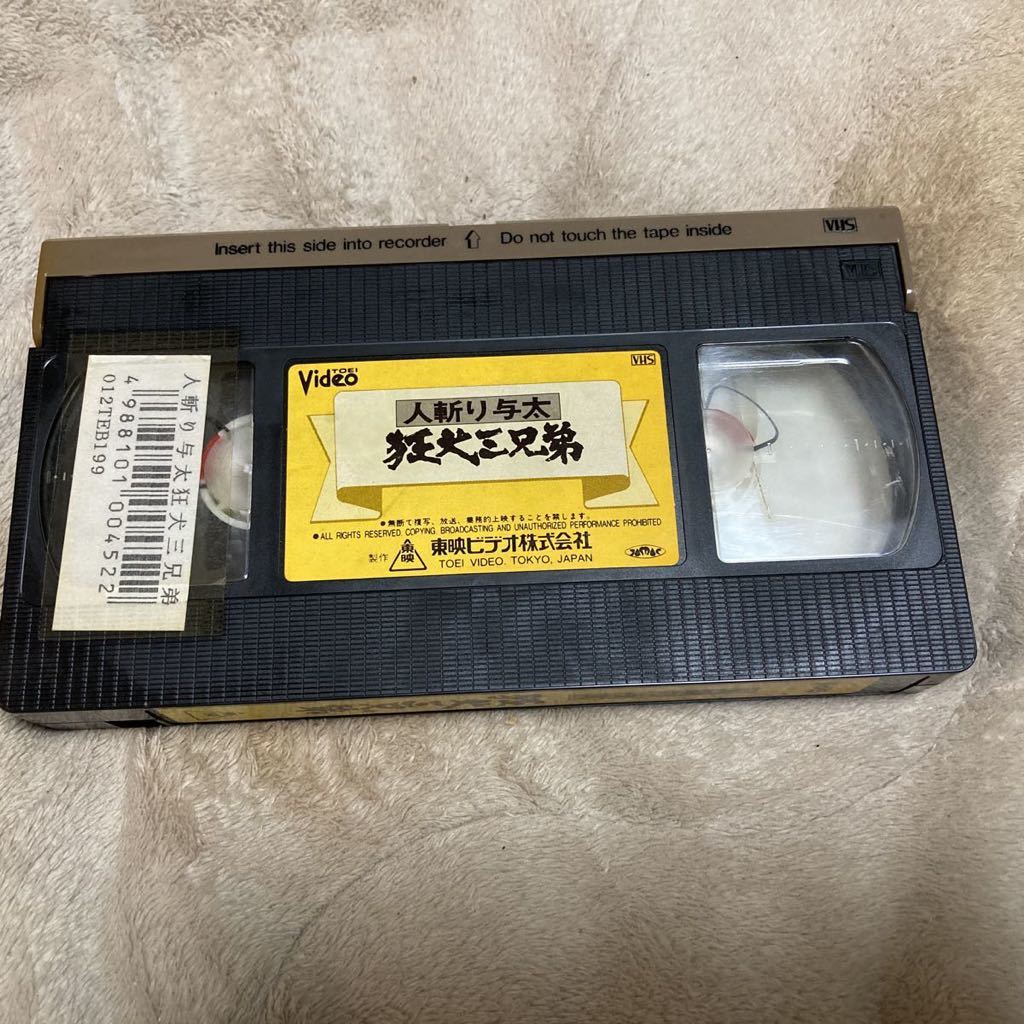 Insert this side into recorder ⇧ Do not touch the tape inside
VHS
VHS
TOEI
Video
VHS
人斬り与太
狂犬三兄弟
●無断で複写、放送、業務的上映することを禁じます。
●ALL RIGHTS RESERVED. COPYING, BROADCASTING AND UNAUTHORIZED PERFORMANCE PROHIBITED
製作 東映 東映ビデオ株式会社
TOEI VIDEO. TOKYO, JAPAN
人斬り与太狂犬三兄弟
4 988101 004522
012TEB199